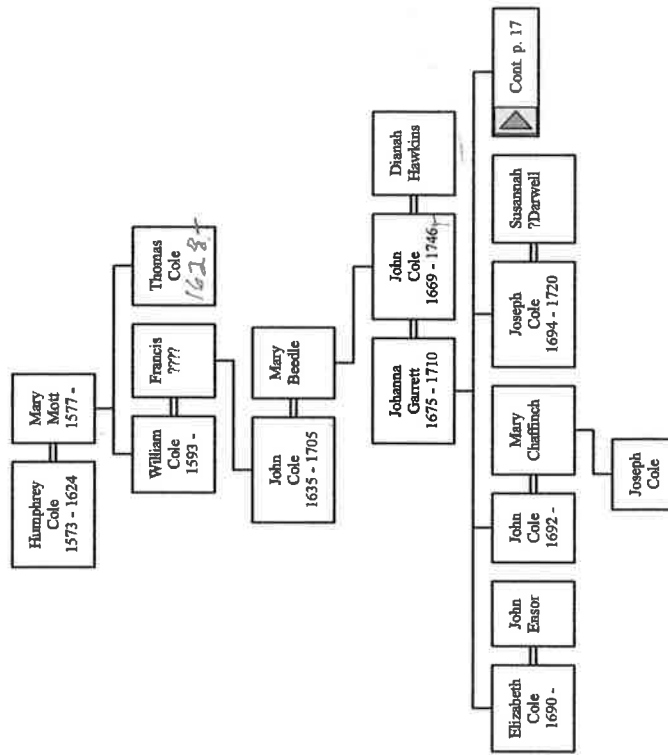 Humphrey
Cole
1573 - 1624
Mary
Mott
1577 -
William
Cole
1593 -
Francis
????
Thomas
Cole
1628
John
Cole
1635 - 1705
Mary
Beedle
Johanna
Garrett
1675 - 1710
John
Cole
1669 - 1746
Dianah
Hawkins
Elizabeth
Cole
1690 -
John
Ensor
John
Cole
1692 -
Mary
Chaffinch
Joseph
Cole
1694 - 1720
Susannah
?Darwell
Cont p. 17
Joseph
Cole